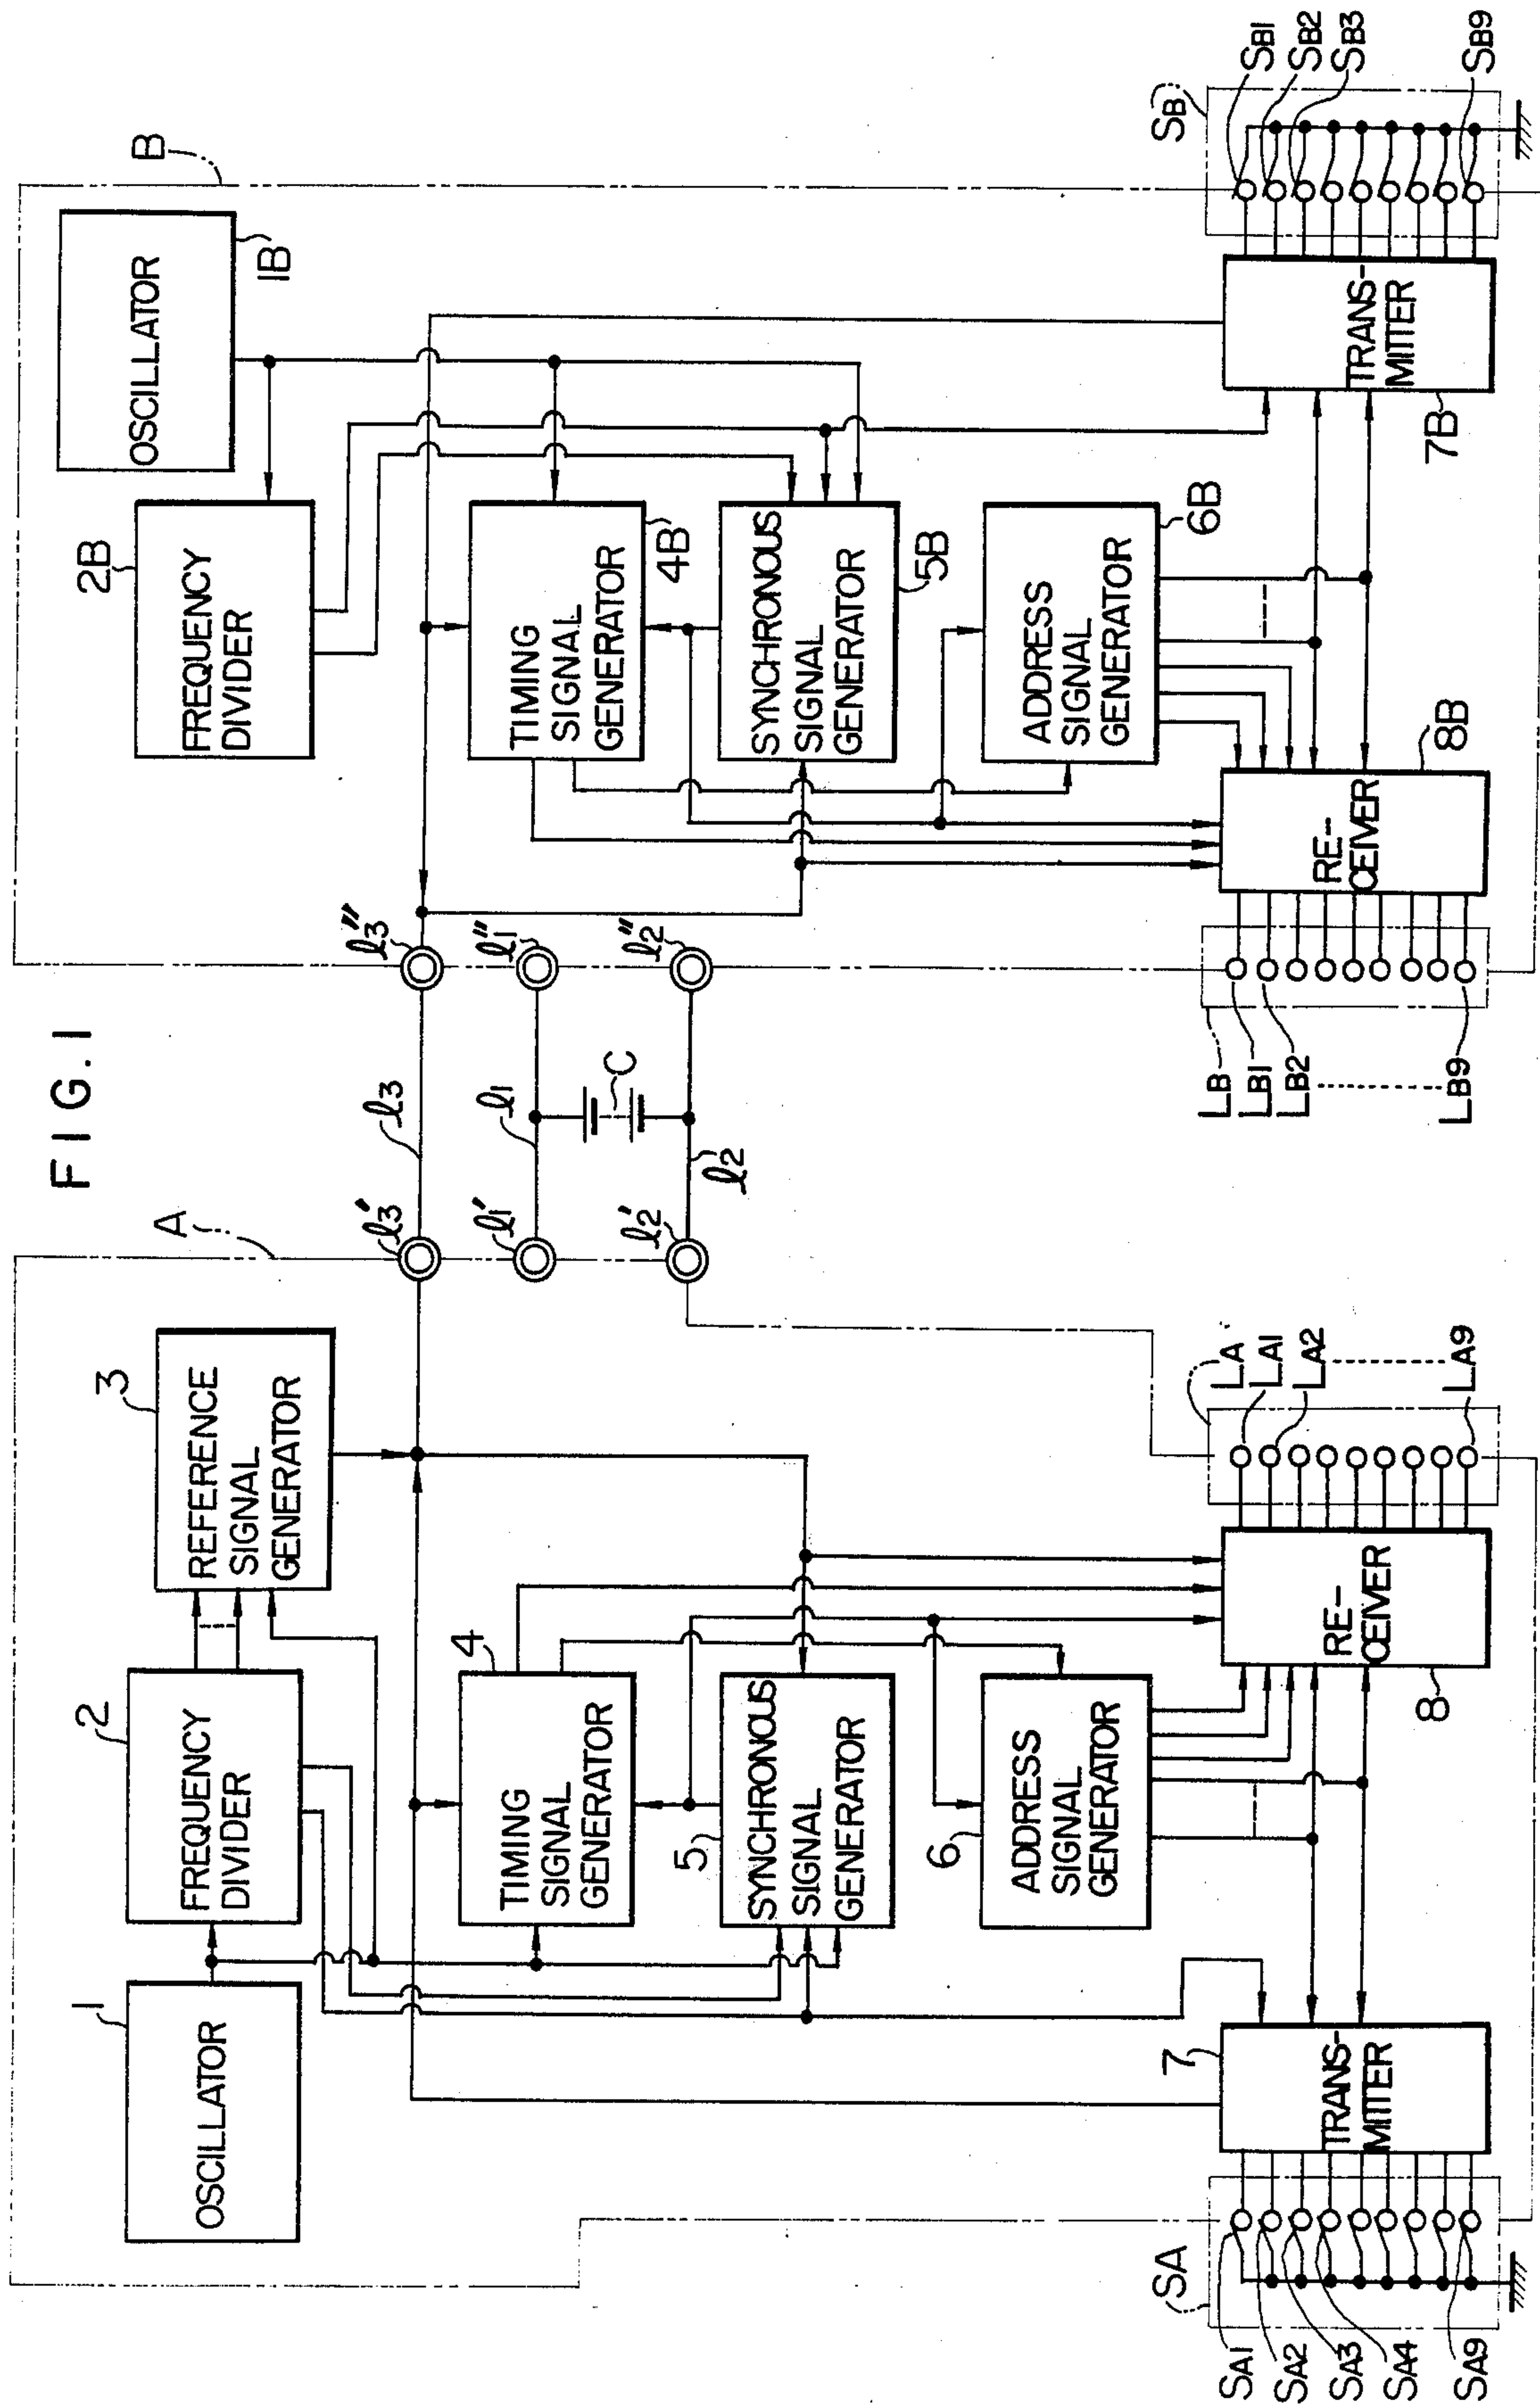 FIG.1
A
1
OSCILLATOR
2
FREQUENCY
DIVIDER
3
REFERENCE
SIGNAL
GENERATOR
4
TIMING
SIGNAL
GENERATOR
5
SYNCHRONOUS
SIGNAL
GENERATOR
6
ADDRESS
SIGNAL
GENERATOR
7
TRANS-
MITTER
8
RE-
CEIVER
SA
SA1
SA2
SA3
SA4
SA9
LA
LA1
LA2
LA9
l3'
l1'
l2'
l3
l1
l2
C
l3"
l1"
l2"
B
OSCILLATOR
1B
2B
FREQUENCY
DIVIDER
TIMING
SIGNAL
GENERATOR
4B
SYNCHRONOUS
SIGNAL
GENERATOR
5B
ADDRESS
SIGNAL
GENERATOR
6B
TRANS-
MITTER
7B
RE-
CEIVER
8B
LB
LB1
LB2
LB9
SB
SB1
SB2
SB3
SB9